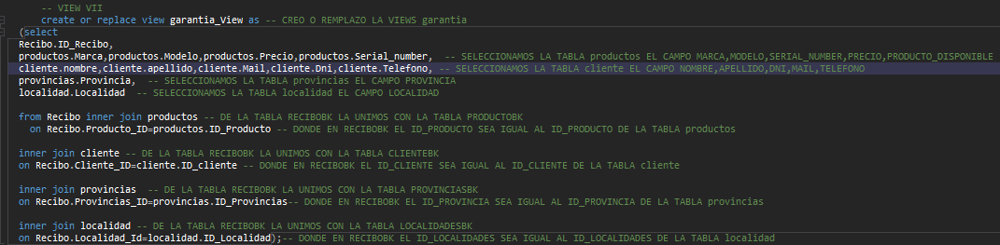 -- VIEW VII
create or replace view garantia_View as -- CREO O REMPLAZO LA VIEWS garantia
(select
Recibo.ID_Recibo,
productos.Marca,productos.Modelo,productos.Precio,productos.Serial_number,  -- SELECCIONAMOS LA TABLA productos EL CAMPO MARCA,MODELO,SERIAL_NUMBER,PRECIO,PRODUCTO_DISPONIBLE
cliente.nombre,cliente.apellido,cliente.Mail,cliente.Dni,cliente.Telefono, -- SELECCIONAMOS LA TABLA cliente EL CAMPO NOMBRE,APELLIDO,DNI,MAIL,TELEFONO
provincias.Provincia,  -- SELECCIONAMOS LA TABLA provincias EL CAMPO PROVINCIA
localidad.Localidad  -- SELECCIONAMOS LA TABLA localidad EL CAMPO LOCALIDAD
from Recibo inner join productos -- DE LA TABLA RECIBOBK LA UNIMOS CON LA TABLA PRODUCTOBK
on Recibo.Producto_ID=productos.ID_Producto -- DONDE EN RECIBOBK EL ID_PRODUCTO SEA IGUAL AL ID_PRODUCTO DE LA TABLA productos
inner join cliente -- DE LA TABLA RECIBOBK LA UNIMOS CON LA TABLA CLIENTEBK
on Recibo.Cliente_ID=cliente.ID_cliente -- DONDE EN RECIBOBK EL ID_CLIENTE SEA IGUAL AL ID_CLIENTE DE LA TABLA cliente
inner join provincias  -- DE LA TABLA RECIBOBK LA UNIMOS CON LA TABLA PROVINCIASBK
on Recibo.Provincias_ID=provincias.ID_Provincias-- DONDE EN RECIBOBK EL ID_PROVINCIA SEA IGUAL AL ID_PROVINCIA DE LA TABLA provincias
inner join localidad -- DE LA TABLA RECIBOBK LA UNIMOS CON LA TABLA LOCALIDADESBK
on Recibo.Localidad_Id=localidad.ID_Localidad);-- DONDE EN RECIBOBK EL ID_LOCALIDADES SEA IGUAL AL ID_LOCALIDADES DE LA TABLA localidad